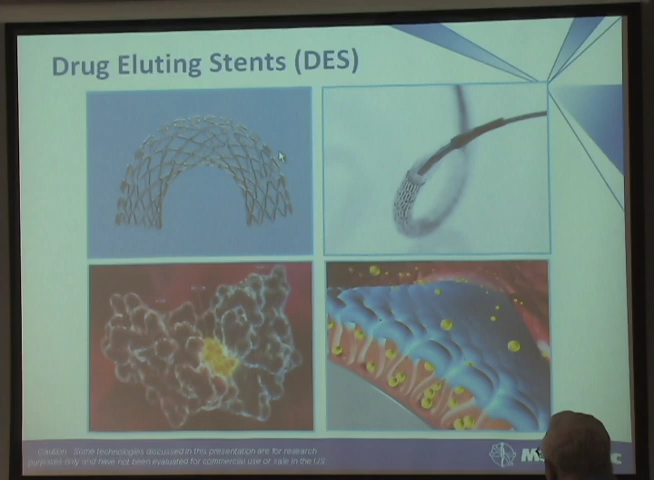 Drug Eluting Stents (DES)
Caution: Some technologies discussed in this presentation are for research
purposes only and have not been evaluated for commercial use or sale in the US